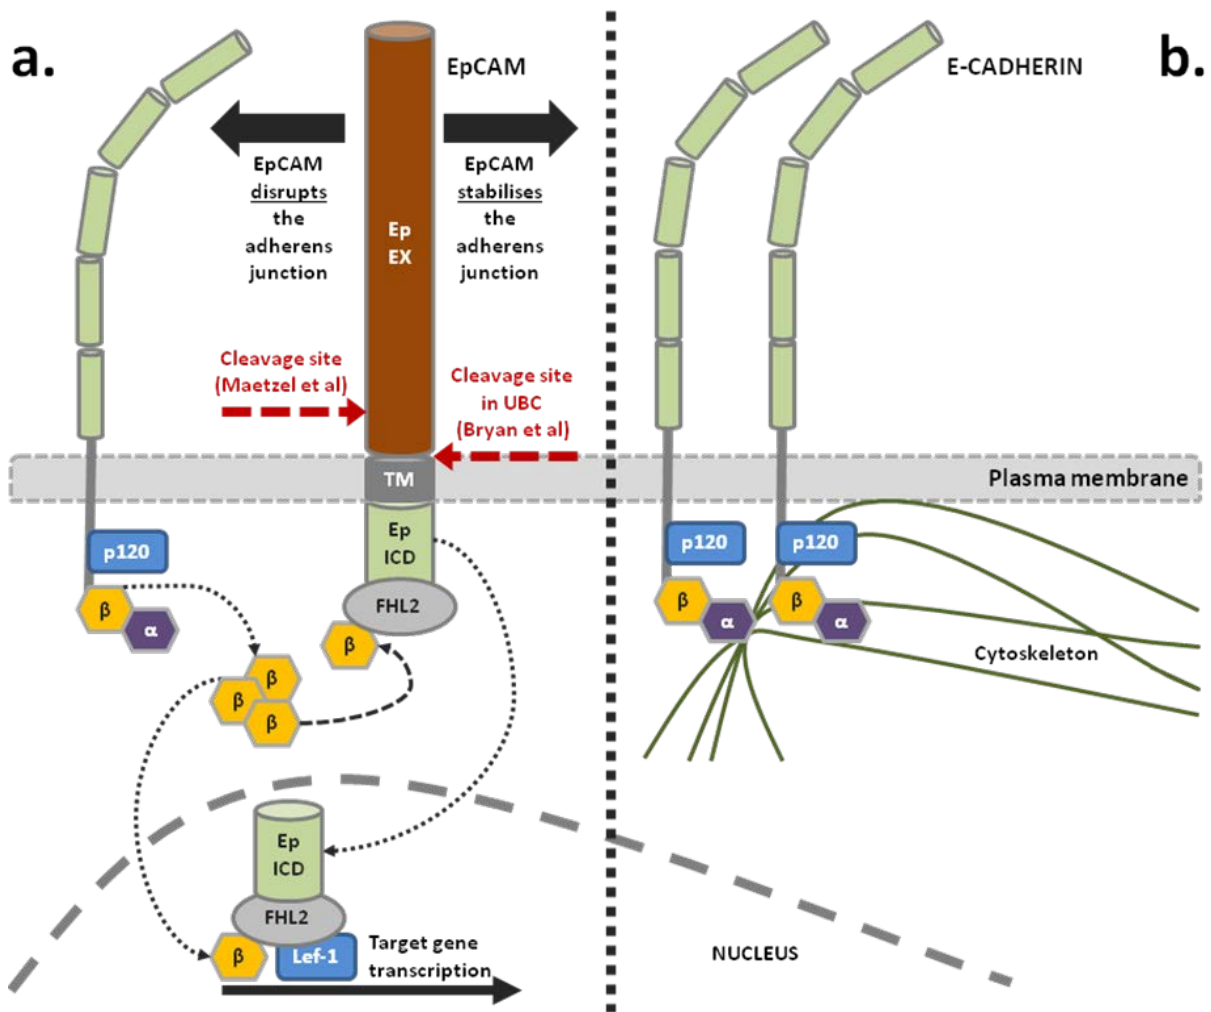 a.
EpCAM
E-CADHERIN
b.
EpCAM
disrupts
the
adherens
junction
Ep
EX
EpCAM
stabilises
the
adherens
junction
Cleavage site
(Maetzel et al)
Cleavage site
in UBC
(Bryan et al)
TM
Plasma membrane
p120
β
α
Ep
ICD
FHL2
β
β
β
β
p120
p120
β
α
β
α
Cytoskeleton
Ep
ICD
FHL2
β
Lef-1
Target gene
transcription
NUCLEUS